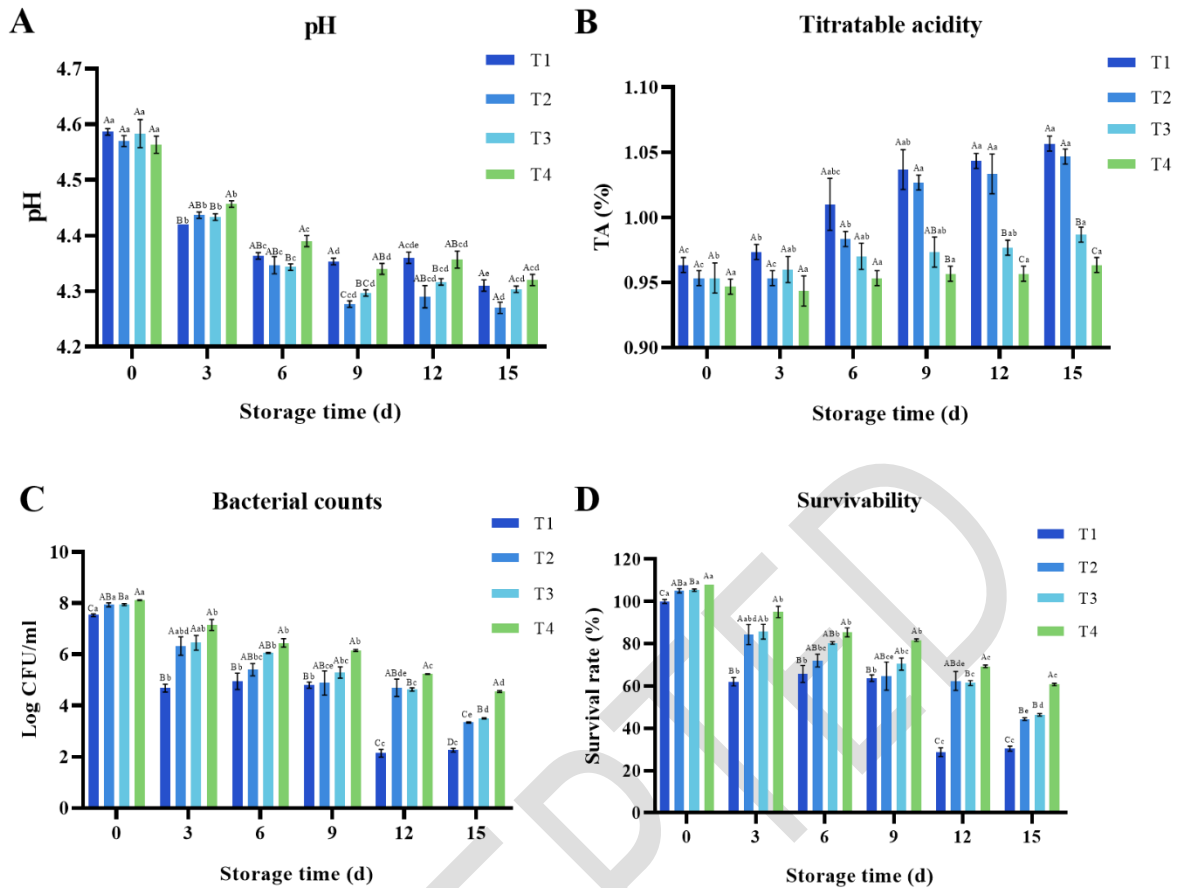 A
pH
T1
T2
T3
T4
pH
4.7
4.6
4.5
4.4
4.3
4.2
Aa Aa Aa Aa
Bb ABb Bb Ab
ABc ABc Bc Ac
Ad Ccd BCd ABd
Acde ABcd Bcd ABcd
Ae Ad Acd Acd
0 3 6 9 12 15
Storage time (d)
B
Titratable acidity
T1
T2
T3
T4
TA (%)
1.10
1.05
1.00
0.95
0.90
Ac Ac Ab Aa
Ab Ac Aab Aa
Aabc Ab Aab Aa
Aab Aa ABab Ba
Aa Aa Bab Ca
Aa Aa Ba Ca
0 3 6 9 12 15
Storage time (d)
C
Bacterial counts
T1
T2
T3
T4
Log CFU/ml
10
8
6
4
2
0
Ca ABa Ba Aa
Bb Aabd Aab Ab
Bb ABbc ABb Ab
Bb ABce Abc Ab
Cc ABde Bc Ac
Dc Ce Bd Ad
0 3 6 9 12 15
Storage time (d)
D
Survivability
T1
T2
T3
T4
Survival rate (%)
120
100
80
60
40
20
0
Ca ABa Ba Aa
Bb Aabd Ab Ab
Bb ABbc ABb Ab
Bb ABce Abc Ab
Cc ABde Bc Ac
Cc Be Bd Ac
0 3 6 9 12 15
Storage time (d)